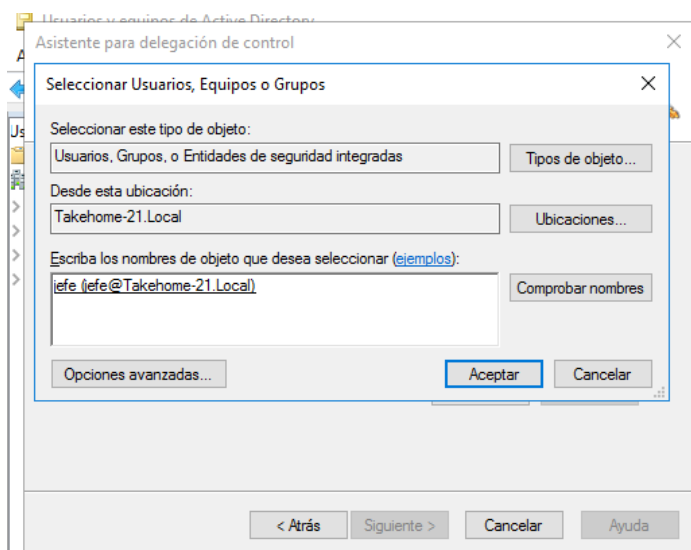 Usuarios y equipos de Active Directory
Asistente para delegación de control
A
Seleccionar Usuarios, Equipos o Grupos
Us
Seleccionar este tipo de objeto:
Usuarios, Grupos, o Entidades de seguridad integradas
Tipos de objeto...
Desde esta ubicación:
Takehome-21.Local
Ubicaciones...
Escriba los nombres de objeto que desea seleccionar (ejemplos):
jefe (jefe@Takehome-21.Local)
Comprobar nombres
Opciones avanzadas...
Aceptar
Cancelar
< Atrás
Siguiente >
Cancelar
Ayuda